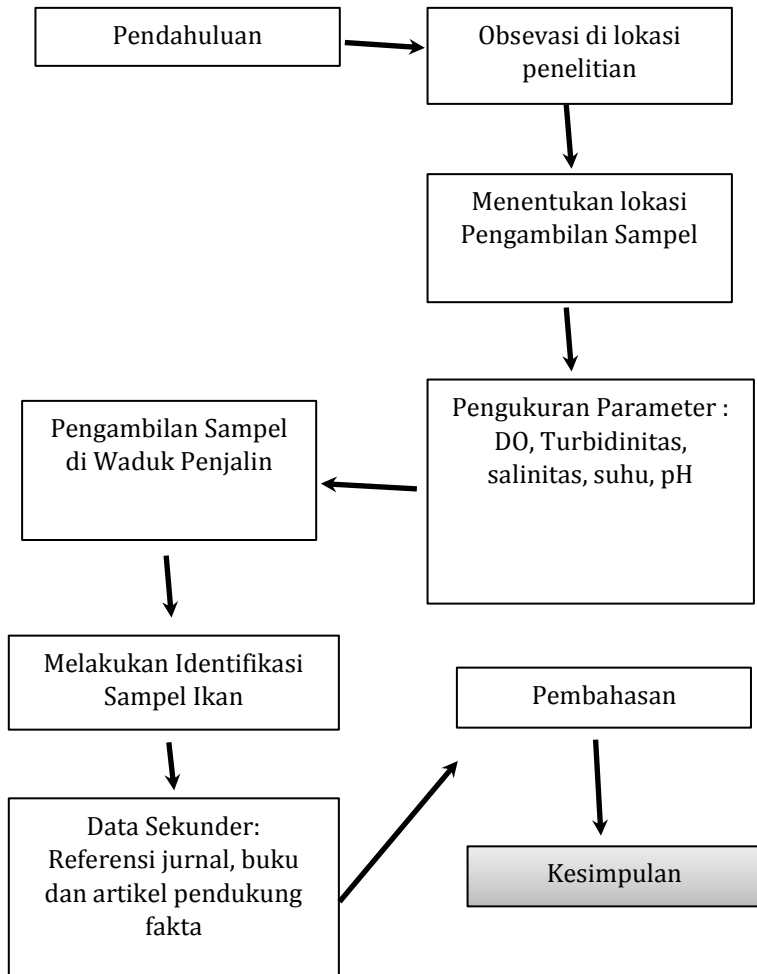 Pendahuluan
Obsevasi di lokasi
penelitian
Menentukan lokasi
Pengambilan Sampel
Pengukuran Parameter :
DO, Turbidinitas,
salinitas, suhu, pH
Pengambilan Sampel
di Waduk Penjalin
Melakukan Identifikasi
Sampel Ikan
Data Sekunder:
Referensi jurnal, buku
dan artikel pendukung
fakta
Pembahasan
Kesimpulan